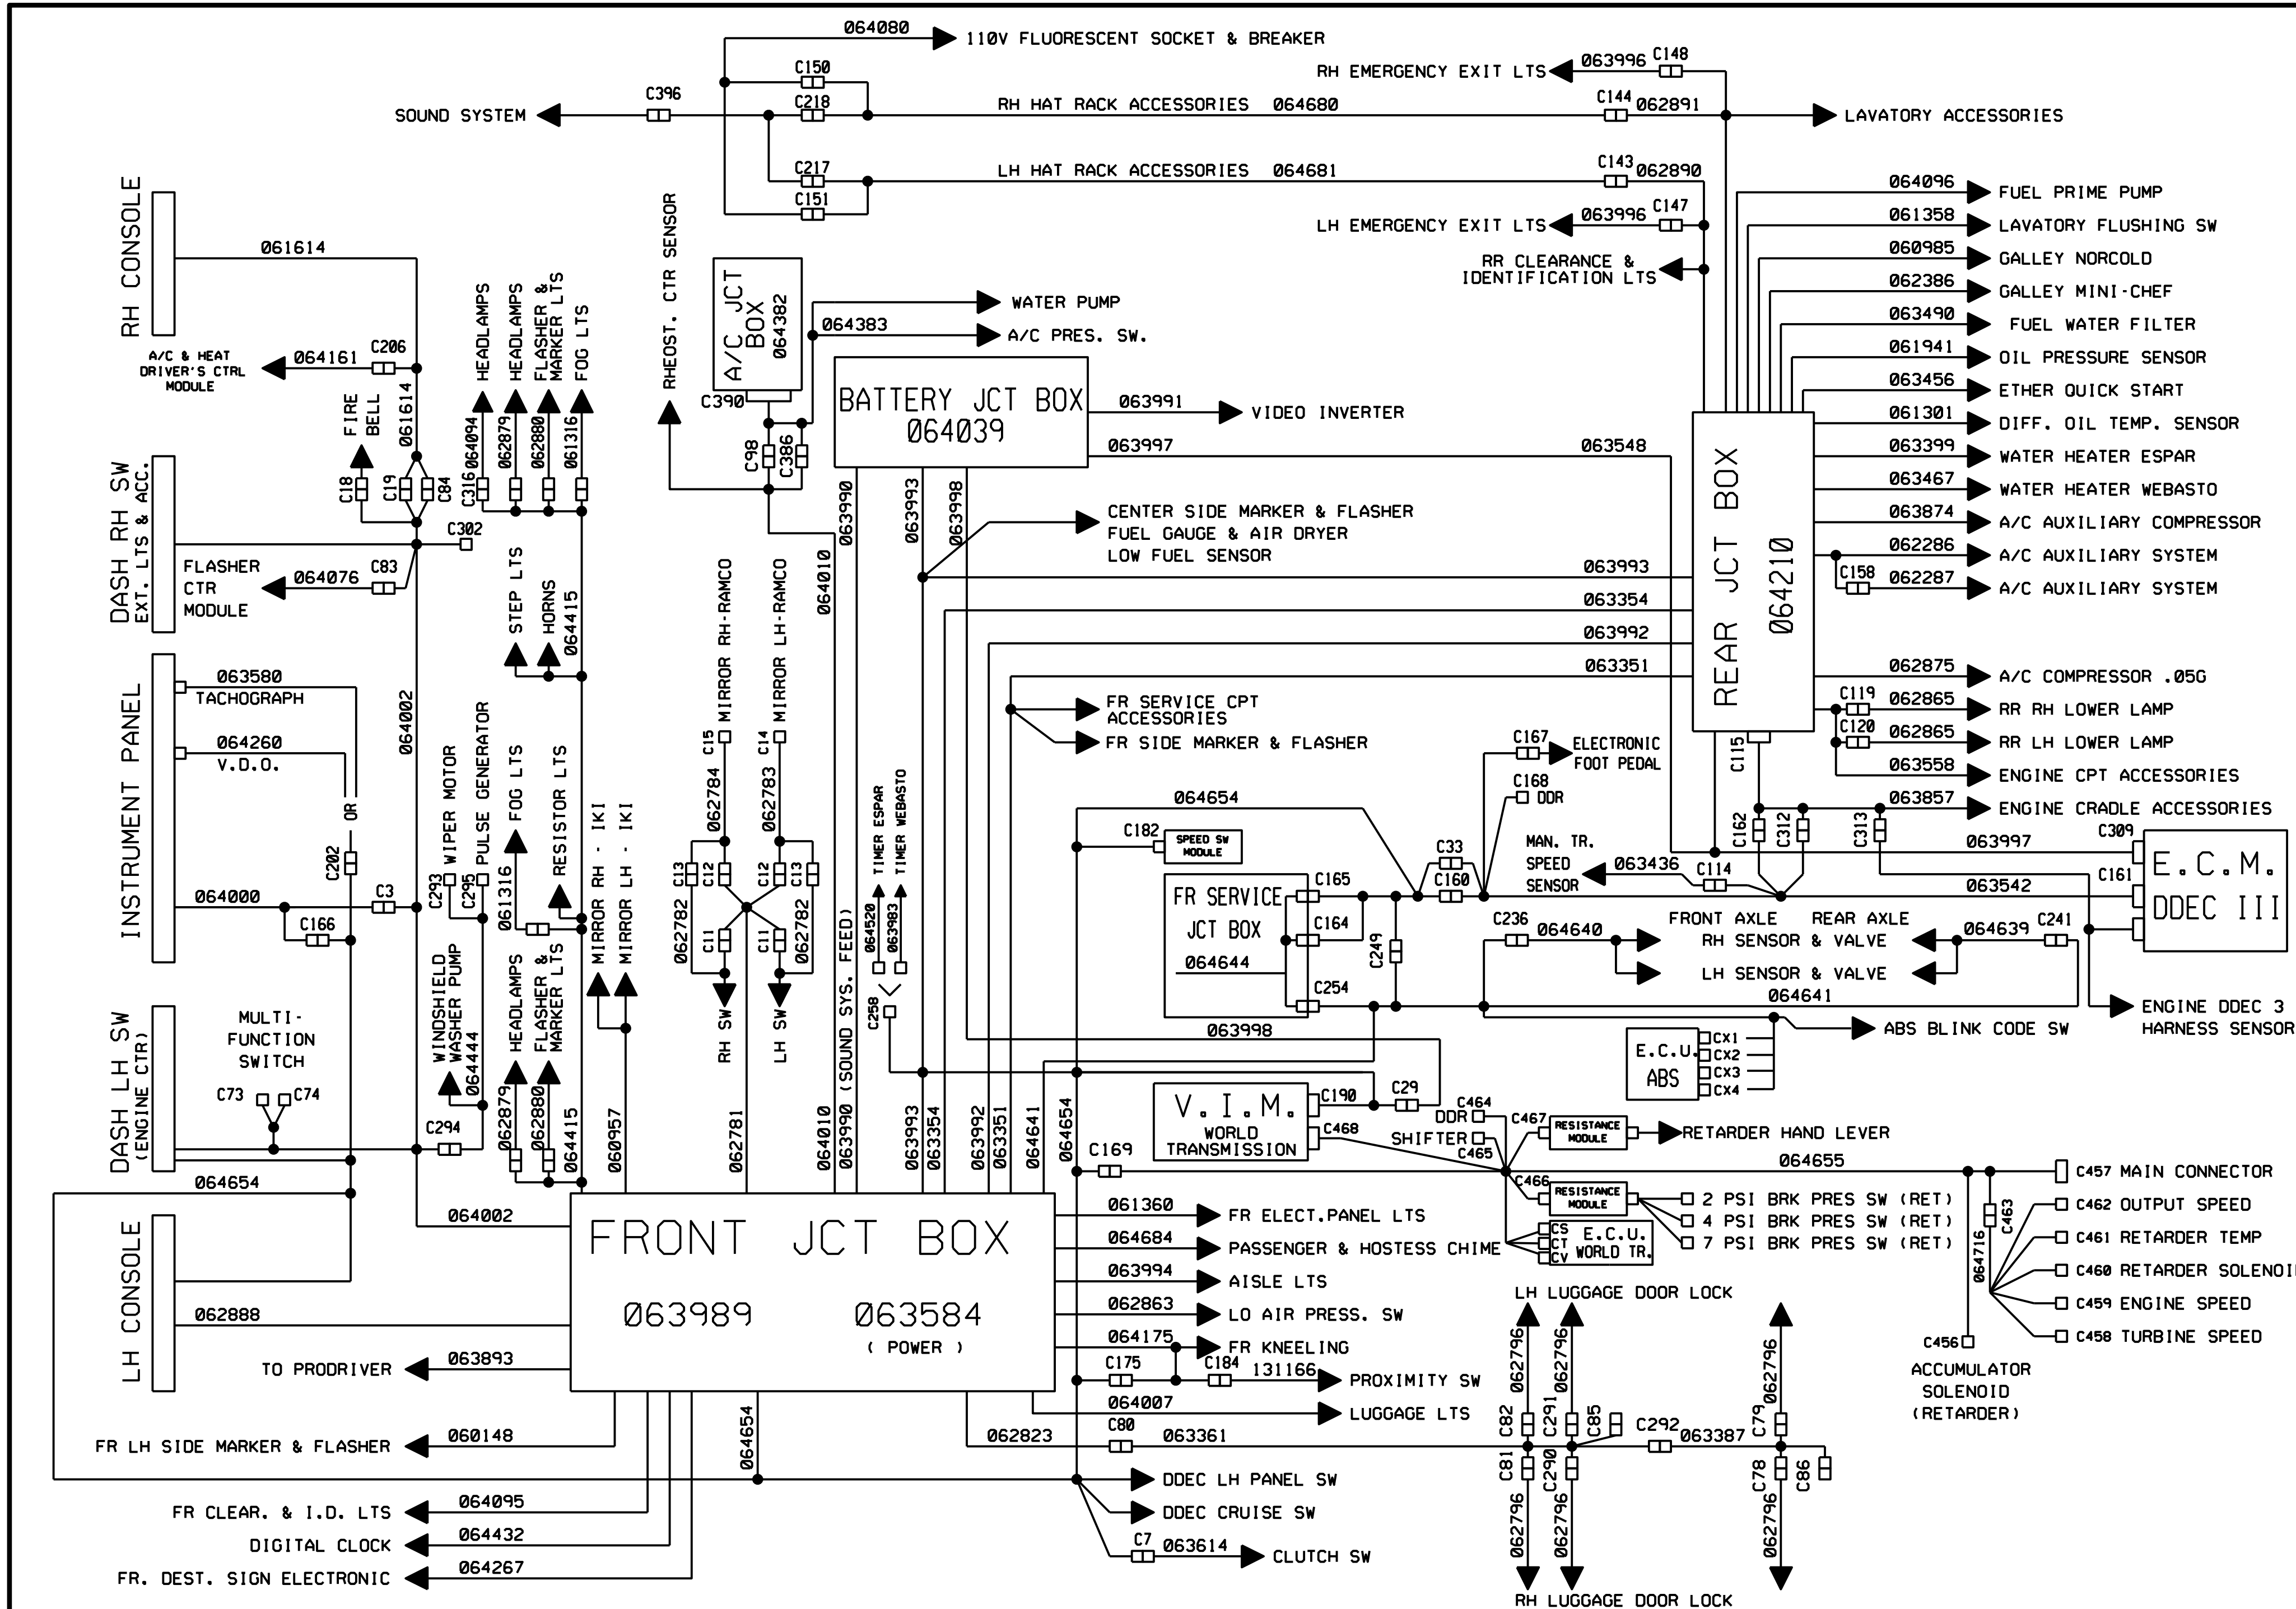 064080
110V FLUORESCENT SOCKET & BREAKER
C150
RH EMERGENCY EXIT LTS
063996
C148
C396
C218
SOUND SYSTEM
RH HAT RACK ACCESSORIES 064680
C144
062891
LAVATORY ACCESSORIES
C217
LH HAT RACK ACCESSORIES 064681
C143
062890
C151
LH EMERGENCY EXIT LTS
063996
C147
RR CLEARANCE &
IDENTIFICATION LTS
064096
FUEL PRIME PUMP
061358
LAVATORY FLUSHING SW
060985
GALLEY NORCOLD
062386
GALLEY MINI-CHEF
063490
FUEL WATER FILTER
061941
OIL PRESSURE SENSOR
063456
ETHER QUICK START
061301
DIFF. OIL TEMP. SENSOR
063399
WATER HEATER ESPAR
063467
WATER HEATER WEBASTO
063874
A/C AUXILIARY COMPRESSOR
062286
A/C AUXILIARY SYSTEM
C158
062287
A/C AUXILIARY SYSTEM
062875
A/C COMPRESSOR .05G
C119
062865
RR RH LOWER LAMP
C120
062865
RR LH LOWER LAMP
063558
ENGINE CPT ACCESSORIES
063857
ENGINE CRADLE ACCESSORIES
REAR JCT BOX
064210
C115
C162
C312
C313
RH CONSOLE
061614
A/C & HEAT
DRIVER'S CTRL
MODULE
064161
C206
061614
FIRE
BELL
C18
C19
C84
DASH RH SW
EXT. LTS & ACC.
C302
FLASHER
CTR
MODULE
064076
C83
HEADLAMPS
HEADLAMPS
FLASHER &
MARKER LTS
FOG LTS
C316
064094
062879
062880
061316
STEP LTS
HORNS
064415
RHEOST. CTR SENSOR
A/C JCT
BOX
064382
C390
C98
C386
WATER PUMP
064383
A/C PRES. SW.
BATTERY JCT BOX
064039
063991
VIDEO INVERTER
063997
063548
063990
063993
063998
064010
CENTER SIDE MARKER & FLASHER
FUEL GAUGE & AIR DRYER
LOW FUEL SENSOR
063993
063354
063992
063351
FR SERVICE CPT
ACCESSORIES
FR SIDE MARKER & FLASHER
INSTRUMENT PANEL
063580
TACHOGRAPH
064260
V.D.O.
OR
C202
064002
064000
C3
C166
WIPER MOTOR
PULSE GENERATOR
C293
C295
FOG LTS
061316
RESISTOR LTS
MIRROR RH - IKI
MIRROR LH - IKI
C15
MIRROR RH-RAMCO
C14
MIRROR LH-RAMCO
062784
062783
C13
C12
C12
C13
062782
C11
C11
062782
RH SW
LH SW
TIMER ESPAR
TIMER WEBASTO
064520
063983
C258
064654
C182
SPEED SW
MODULE
C167
ELECTRONIC
FOOT PEDAL
C168
DDR
C33
C160
MAN. TR.
SPEED
SENSOR
063436
C114
063997
C309
C161
063542
E.C.M.
DDEC III
FR SERVICE
JCT BOX
064644
C165
C164
C254
C249
C236
064640
FRONT AXLE
REAR AXLE
RH SENSOR & VALVE
LH SENSOR & VALVE
064639
C241
064641
ENGINE DDEC 3
HARNESS SENSOR
ABS BLINK CODE SW
E.C.U.
ABS
CX1
CX2
CX3
CX4
063998
DASH LH SW
(ENGINE CTR)
MULTI-
FUNCTION
SWITCH
C73
C74
WINDSHIELD
WASHER PUMP
064444
C294
HEADLAMPS
FLASHER &
MARKER LTS
062879
062880
064415
060957
062781
064010
063990 (SOUND SYS. FEED)
063993
063354
063992
063351
064641
064654
V.I.M.
WORLD
TRANSMISSION
C190
C29
C468
C464
DDR
SHIFTER
C465
C467
RESISTANCE
MODULE
RETARDER HAND LEVER
C169
064655
C457 MAIN CONNECTOR
C466
RESISTANCE
MODULE
2 PSI BRK PRES SW (RET)
4 PSI BRK PRES SW (RET)
7 PSI BRK PRES SW (RET)
CS
CT
CV
E.C.U.
WORLD TR.
C463
064716
C462 OUTPUT SPEED
C461 RETARDER TEMP
C460 RETARDER SOLENOI
C459 ENGINE SPEED
C458 TURBINE SPEED
C456
ACCUMULATOR
SOLENOID
(RETARDER)
064654
LH CONSOLE
064002
062888
TO PRODRIVER
063893
FRONT JCT BOX
063989
063584
( POWER )
061360
FR ELECT.PANEL LTS
064684
PASSENGER & HOSTESS CHIME
063994
AISLE LTS
062863
LO AIR PRESS. SW
064175
FR KNEELING
C175
C184
131166
PROXIMITY SW
064007
LUGGAGE LTS
062823
C80
063361
LH LUGGAGE DOOR LOCK
062796
062796
062796
C82
C291
C85
C292
063387
C79
C81
C290
C78
C86
062796
062796
062796
RH LUGGAGE DOOR LOCK
FR LH SIDE MARKER & FLASHER
060148
064654
DDEC LH PANEL SW
FR CLEAR. & I.D. LTS
064095
DDEC CRUISE SW
DIGITAL CLOCK
064432
C7
063614
CLUTCH SW
FR. DEST. SIGN ELECTRONIC
064267